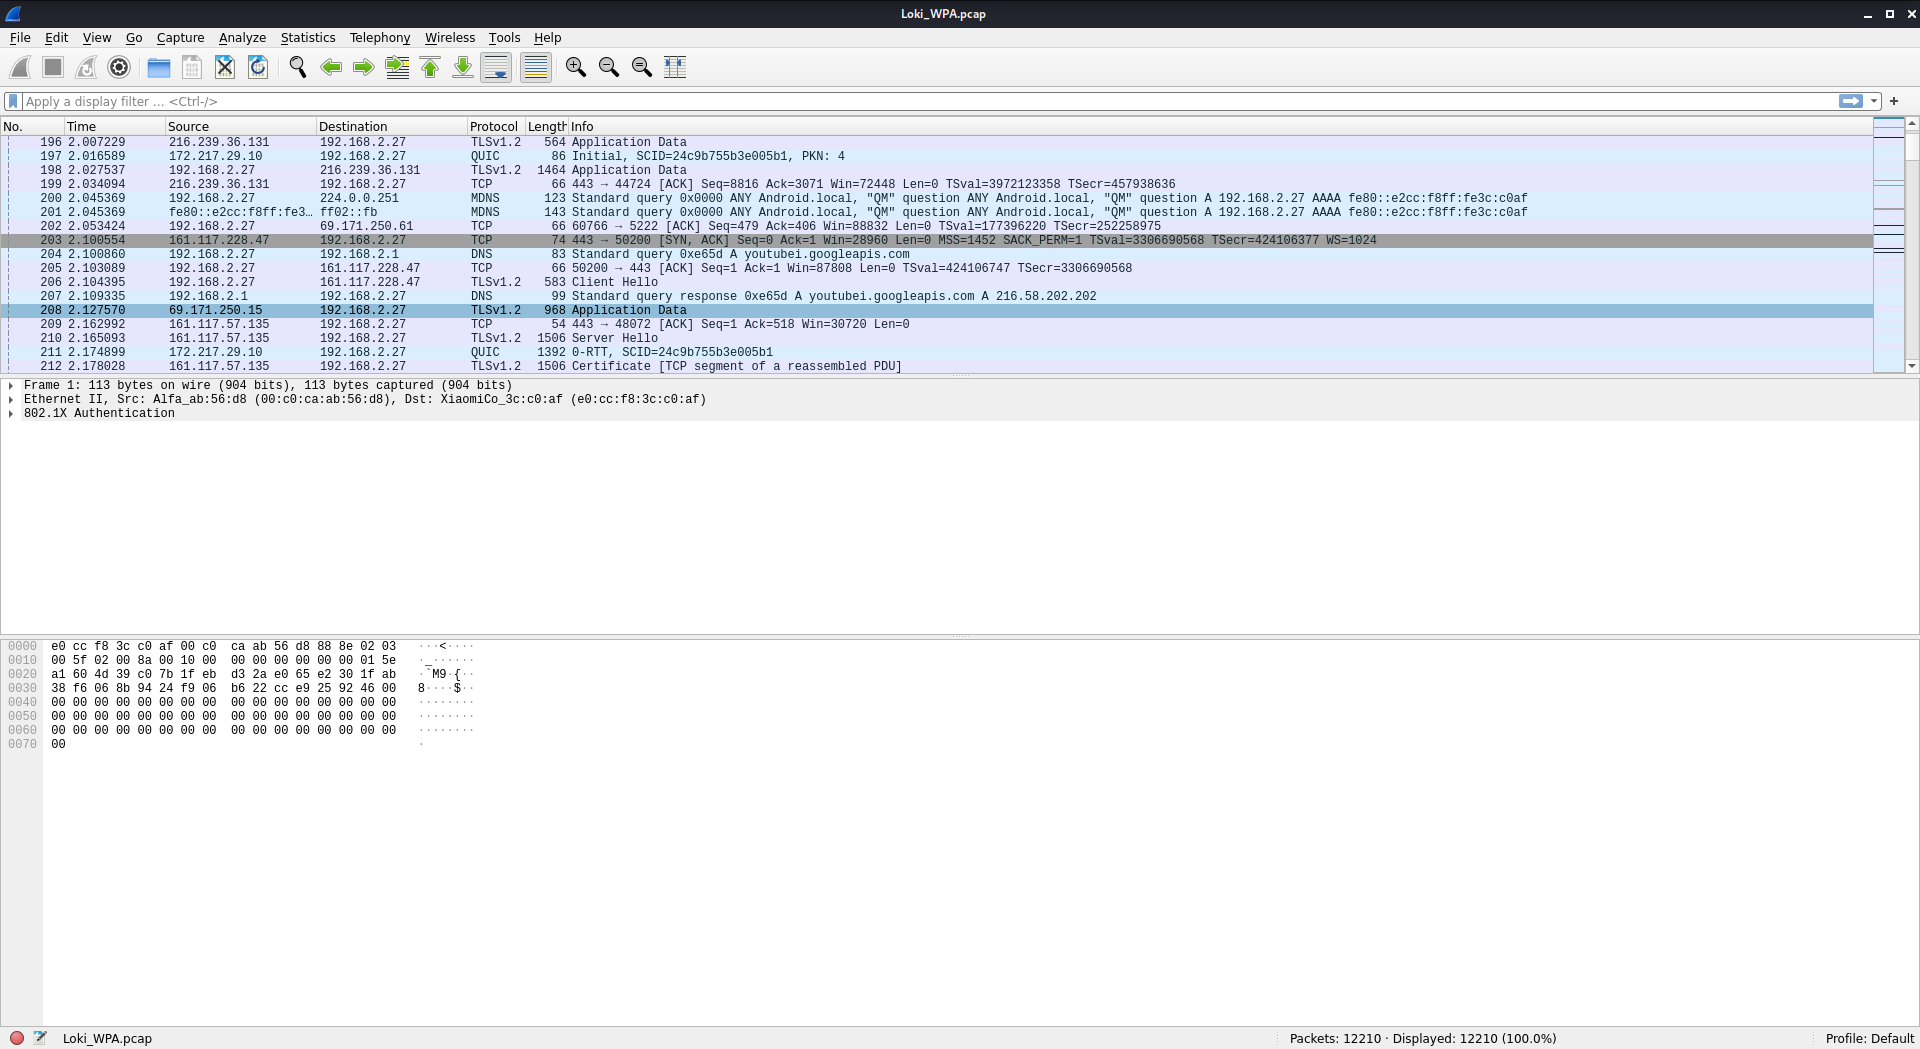 Loki_WPA.pcap
File Edit View Go Capture Analyze Statistics Telephony Wireless Tools Help
Apply a display filter ... <Ctrl-/>
No. Time Source Destination Protocol Length Info
196 2.007229 216.239.36.131 192.168.2.27 TLSv1.2 564 Application Data
197 2.016589 172.217.29.10 192.168.2.27 QUIC 86 Initial, SCID=24c9b755b3e005b1, PKN: 4
198 2.027537 192.168.2.27 216.239.36.131 TLSv1.2 1464 Application Data
199 2.034094 216.239.36.131 192.168.2.27 TCP 66 443 → 44724 [ACK] Seq=8816 Ack=3071 Win=72448 Len=0 TSval=3972123358 TSecr=457938636
200 2.045369 192.168.2.27 224.0.0.251 MDNS 123 Standard query 0x0000 ANY Android.local, "QM" question ANY Android.local, "QM" question A 192.168.2.27 AAAA fe80::e2cc:f8ff:fe3c:c0af
201 2.045369 fe80::e2cc:f8ff:fe3… ff02::fb MDNS 143 Standard query 0x0000 ANY Android.local, "QM" question ANY Android.local, "QM" question A 192.168.2.27 AAAA fe80::e2cc:f8ff:fe3c:c0af
202 2.053424 192.168.2.27 69.171.250.61 TCP 66 60766 → 5222 [ACK] Seq=479 Ack=406 Win=88832 Len=0 TSval=177396220 TSecr=252258975
203 2.100554 161.117.228.47 192.168.2.27 TCP 74 443 → 50200 [SYN, ACK] Seq=0 Ack=1 Win=28960 Len=0 MSS=1452 SACK_PERM=1 TSval=3306690568 TSecr=424106377 WS=1024
204 2.100860 192.168.2.27 192.168.2.1 DNS 83 Standard query 0xe65d A youtubei.googleapis.com
205 2.103089 192.168.2.27 161.117.228.47 TCP 66 50200 → 443 [ACK] Seq=1 Ack=1 Win=87808 Len=0 TSval=424106747 TSecr=3306690568
206 2.104395 192.168.2.27 161.117.228.47 TLSv1.2 583 Client Hello
207 2.109335 192.168.2.1 192.168.2.27 DNS 99 Standard query response 0xe65d A youtubei.googleapis.com A 216.58.202.202
208 2.127570 69.171.250.15 192.168.2.27 TLSv1.2 968 Application Data
209 2.162992 161.117.57.135 192.168.2.27 TCP 54 443 → 48072 [ACK] Seq=1 Ack=518 Win=30720 Len=0
210 2.165093 161.117.57.135 192.168.2.27 TLSv1.2 1506 Server Hello
211 2.174899 172.217.29.10 192.168.2.27 QUIC 1392 0-RTT, SCID=24c9b755b3e005b1
212 2.178028 161.117.57.135 192.168.2.27 TLSv1.2 1506 Certificate [TCP segment of a reassembled PDU]
Frame 1: 113 bytes on wire (904 bits), 113 bytes captured (904 bits)
Ethernet II, Src: Alfa_ab:56:d8 (00:c0:ca:ab:56:d8), Dst: XiaomiCo_3c:c0:af (e0:cc:f8:3c:c0:af)
802.1X Authentication
0000 e0 cc f8 3c c0 af 00 c0 ca ab 56 d8 88 8e 02 03 ···<····
0010 00 5f 02 00 8a 00 10 00 00 00 00 00 00 00 01 5e ·_······
0020 a1 60 4d 39 c0 7b 1f eb d3 2a e0 65 e2 30 1f ab ·`M9·{··
0030 38 f6 06 8b 94 24 f9 06 b6 22 cc e9 25 92 46 00 8····$··
0040 00 00 00 00 00 00 00 00 00 00 00 00 00 00 00 00 ········
0050 00 00 00 00 00 00 00 00 00 00 00 00 00 00 00 00 ········
0060 00 00 00 00 00 00 00 00 00 00 00 00 00 00 00 00 ········
0070 00 ·
Loki_WPA.pcap Packets: 12210 · Displayed: 12210 (100.0%) Profile: Default